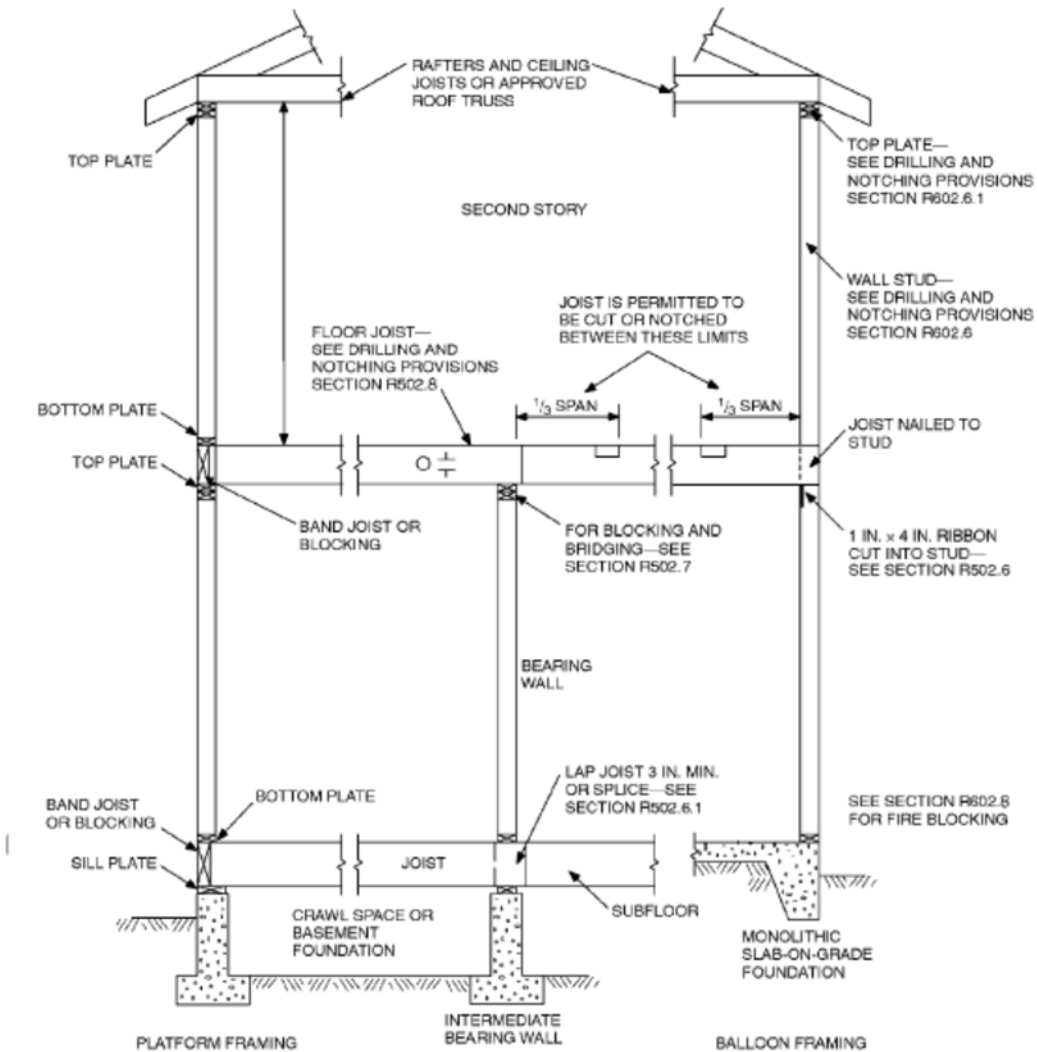 RAFTERS AND CEILING
JOISTS OR APPROVED
ROOF TRUSS
TOP PLATE
TOP PLATE—
SEE DRILLING AND
NOTCHING PROVISIONS
SECTION R602.6.1
SECOND STORY
WALL STUD—
SEE DRILLING AND
NOTCHING PROVISIONS
SECTION R602.6
JOIST IS PERMITTED TO
BE CUT OR NOTCHED
BETWEEN THESE LIMITS
FLOOR JOIST—
SEE DRILLING AND
NOTCHING PROVISIONS
SECTION R502.8
BOTTOM PLATE
1/3 SPAN
1/3 SPAN
JOIST NAILED TO
STUD
TOP PLATE
BAND JOIST OR
BLOCKING
FOR BLOCKING AND
BRIDGING—SEE
SECTION R502.7
1 IN. × 4 IN. RIBBON
CUT INTO STUD—
SEE SECTION R502.6
BEARING
WALL
LAP JOIST 3 IN. MIN.
OR SPLICE—SEE
SECTION R502.6.1
BAND JOIST
OR BLOCKING
BOTTOM PLATE
SEE SECTION R602.8
FOR FIRE BLOCKING
SILL PLATE
JOIST
SUBFLOOR
CRAWL SPACE OR
BASEMENT
FOUNDATION
MONOLITHIC
SLAB-ON-GRADE
FOUNDATION
PLATFORM FRAMING
INTERMEDIATE
BEARING WALL
BALLOON FRAMING